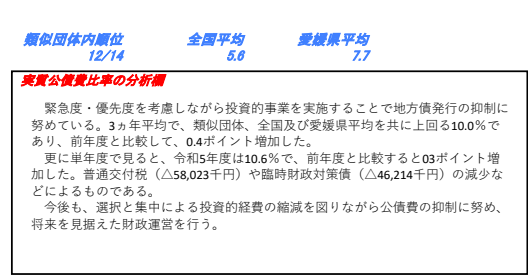 類似団体内順位 全国平均 愛媛県平均
12/14 5.6 7.7
実質公債費比率の分析欄
緊急度・優先度を考慮しながら投資的事業を実施することで地方債発行の抑制に
努めている。3ヵ年平均で、類似団体、全国及び愛媛県平均を共に上回る10.0%で
あり、前年度と比較して、0.4ポイント増加した。
更に単年度で見ると、令和5年度は10.6%で、前年度と比較すると03ポイント増
加した。普通交付税（△58,023千円）や臨時財政対策債（△46,214千円）の減少な
どによるものである。
今後も、選択と集中による投資的経費の縮減を図りながら公債費の抑制に努め、
将来を見据えた財政運営を行う。